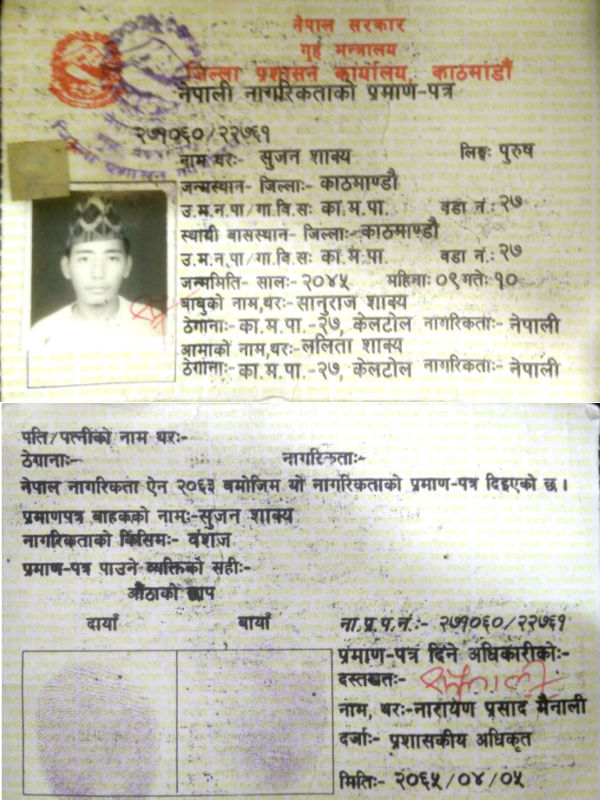 नेपाल सरकार
गृह मन्त्रालय
जिल्ला प्रशासन कार्यालय, काठमाडौं
नेपाली नागरिकताको प्रमाण-पत्र
२७१०६०/२२७६१
नाम थरः- सुजन शाक्य लिङ्गः पुरुष
जन्मस्थान- जिल्लाः- काठमाण्डौ
उ.म.न.पा/गा.वि.सः का.म.पा. वडा नं.: २७
स्थायी बासस्थान- जिल्लाः- काठमाण्डौ
उ.म.न.पा/गा.वि.सः का.म.पा. वडा नं.: २७
जन्ममिति- सालः- २०४५ महिनाः ०९ गतेः १०
बाबुको नाम,थरः- सानुराज शाक्य
ठेगानाः- का.म.पा.-२७, केलटोल नागरिकताः- नेपाली
आमाको नाम,थरः- ललिता शाक्य
ठेगानाः- का.म.पा.-२७, केलटोल नागरिकताः- नेपाली
पति/पत्नीको नाम थरः-
ठेगानाः- नागरिकताः-
नेपाल नागरिकता ऐन २०६३ बमोजिम यो नागरिकताको प्रमाण-पत्र दिइएको छ।
प्रमाणपत्र बाहकको नामः- सुजन शाक्य
नागरिकताको किसिमः- वंशज
प्रमाण-पत्र पाउने व्यक्तिको सहीः-
औंठाको छाप
दायाँ बायाँ
ना.प्र.प.नं.:- २७१०६०/२२७६१
प्रमाण-पत्र दिने अधिकारीकोः-
दस्तखतः-
नाम, थरः- नारायण प्रसाद मैनाली
दर्जाः- प्रशासकीय अधिकृत
मितिः- २०६५/०४/०५